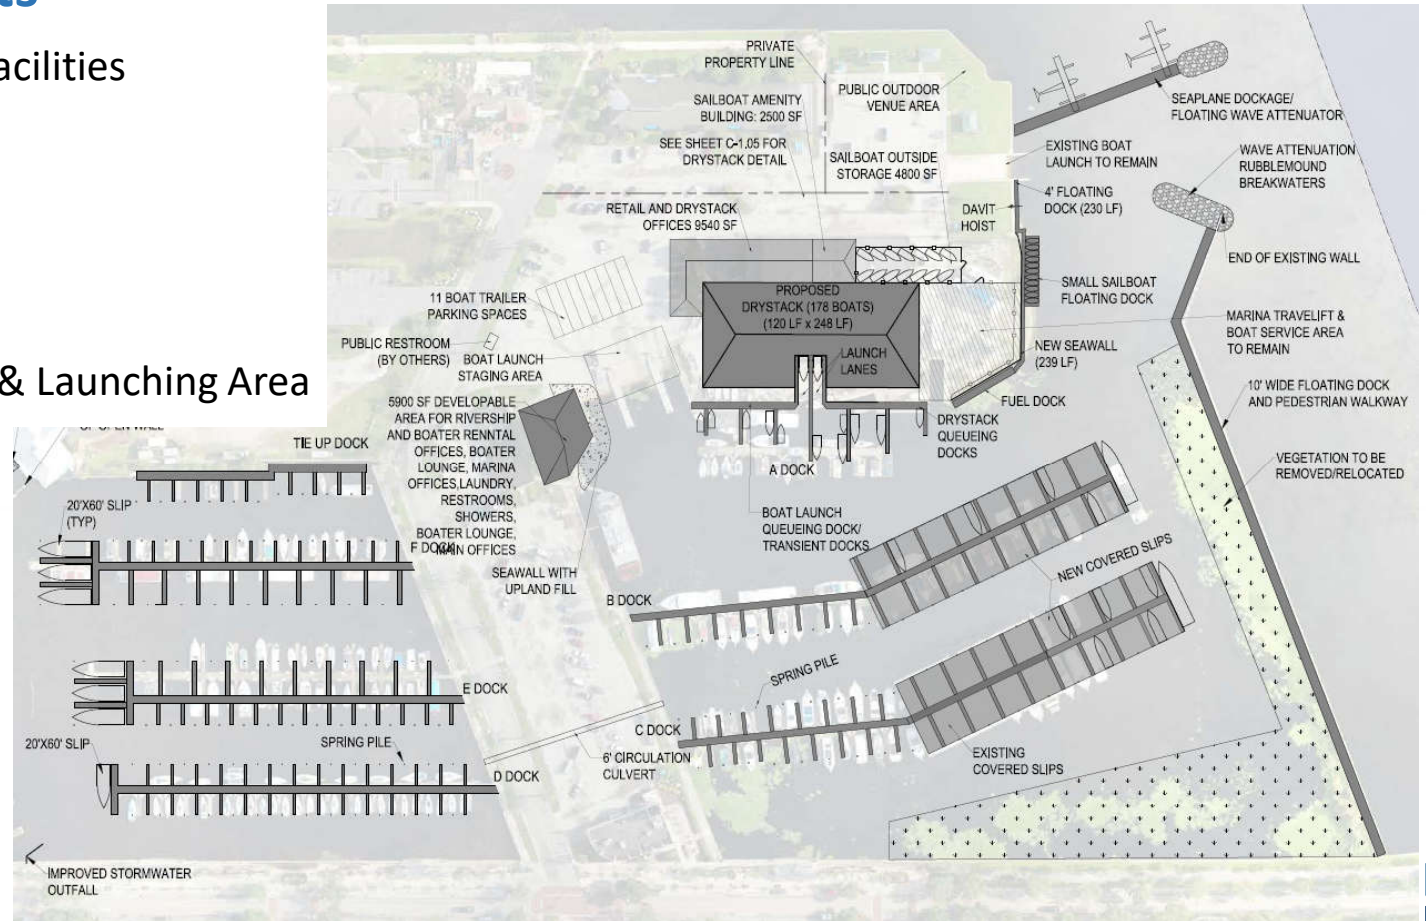 acilities
& Launching Area
PRIVATE
PROPERTY LINE
PUBLIC OUTDOOR
VENUE AREA
SAILBOAT AMENITY
BUILDING: 2500 SF
SEE SHEET C-1.05 FOR
DRYSTACK DETAIL
SAILBOAT OUTSIDE
STORAGE 4800 SF
SEAPLANE DOCKAGE/
FLOATING WAVE ATTENUATOR
EXISTING BOAT
LAUNCH TO REMAIN
WAVE ATTENUATION
RUBBLEMOUND
BREAKWATERS
4' FLOATING
DOCK (230 LF)
DAVIT
HOIST
RETAIL AND DRYSTACK
OFFICES 9540 SF
END OF EXISTING WALL
SMALL SAILBOAT
FLOATING DOCK
11 BOAT TRAILER
PARKING SPACES
PROPOSED
DRYSTACK (178 BOATS)
(120 LF x 248 LF)
MARINA TRAVELIFT &
BOAT SERVICE AREA
TO REMAIN
PUBLIC RESTROOM
(BY OTHERS)
BOAT LAUNCH
STAGING AREA
LAUNCH
LANES
NEW SEAWALL
(239 LF)
10' WIDE FLOATING DOCK
AND PEDESTRIAN WALKWAY
FUEL DOCK
5900 SF DEVELOPABLE
AREA FOR RIVERSHIP
AND BOATER RENNTAL
OFFICES, BOATER
LOUNGE, MARINA
OFFICES,LAUNDRY,
RESTROOMS,
SHOWERS,
BOATER LOUNGE,
MAIN OFFICES
DRYSTACK
QUEUEING
DOCKS
TIE UP DOCK
A DOCK
VEGETATION TO BE
REMOVED/RELOCATED
20'X60' SLIP
(TYP)
BOAT LAUNCH
QUEUEING DOCK/
TRANSIENT DOCKS
F DOCK
NEW COVERED SLIPS
SEAWALL WITH
UPLAND FILL
B DOCK
SPRING PILE
E DOCK
C DOCK
20'X60' SLIP
SPRING PILE
EXISTING
COVERED SLIPS
6' CIRCULATION
CULVERT
D DOCK
IMPROVED STORMWATER
OUTFALL